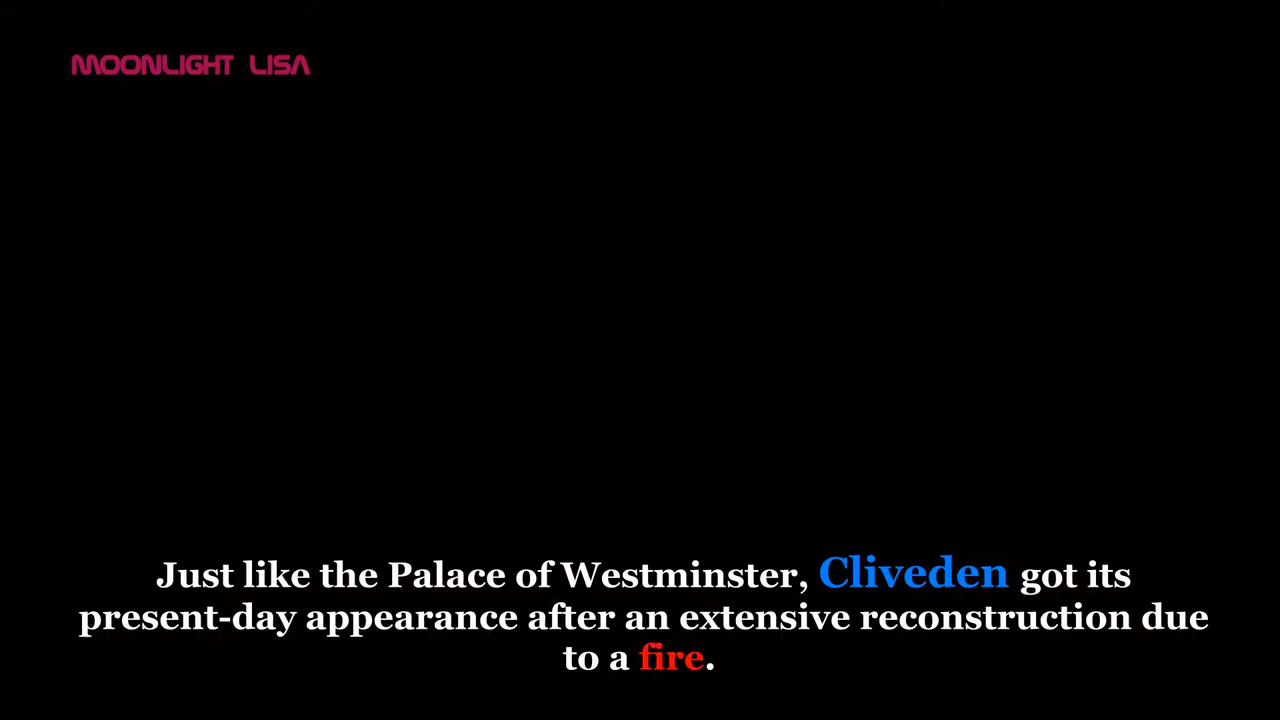 MOONLIGHT LISA
Just like the Palace of Westminster, Cliveden got its
present-day appearance after an extensive reconstruction due
to a fire.